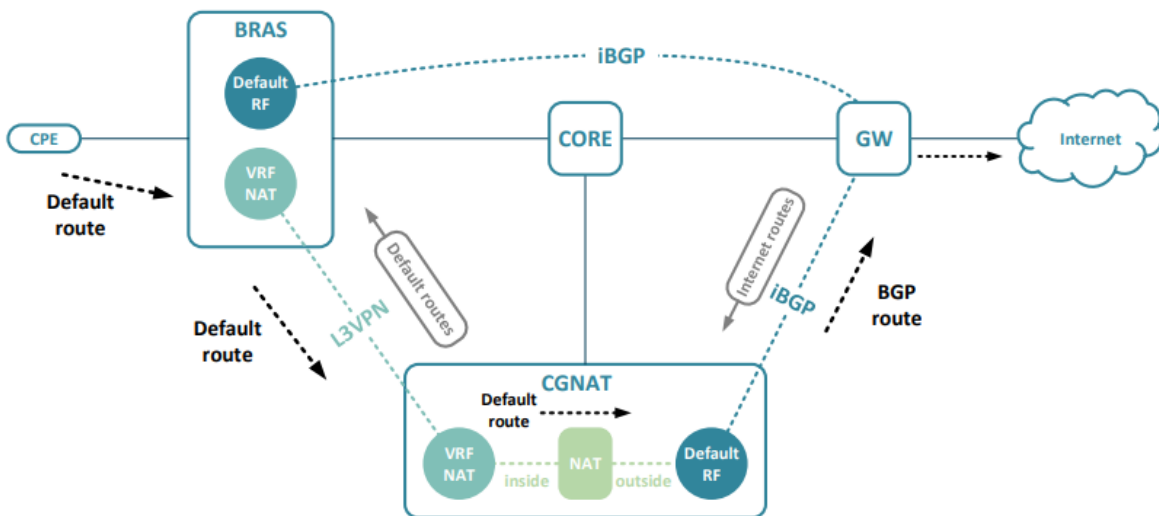 BRAS
Default
RF
iBGP
CPE
CORE
GW
Internet
VRF
NAT
Default
route
Default routes
Internet routes
iBGP
BGP
route
Default
route
L3VPN
CGNAT
Default
route
VRF
NAT
inside
NAT
outside
Default
RF